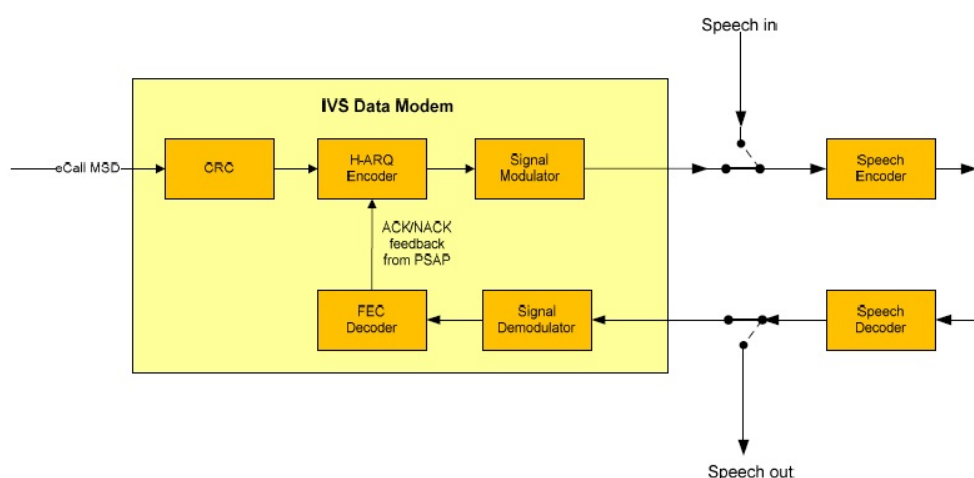 Speech in
IVS Data Modem
eCall MSD
CRC
H-ARQ
Encoder
Signal
Modulator
Speech
Encoder
ACK/NACK
feedback
from PSAP
FEC
Decoder
Signal
Demodulator
Speech
Decoder
Speech out